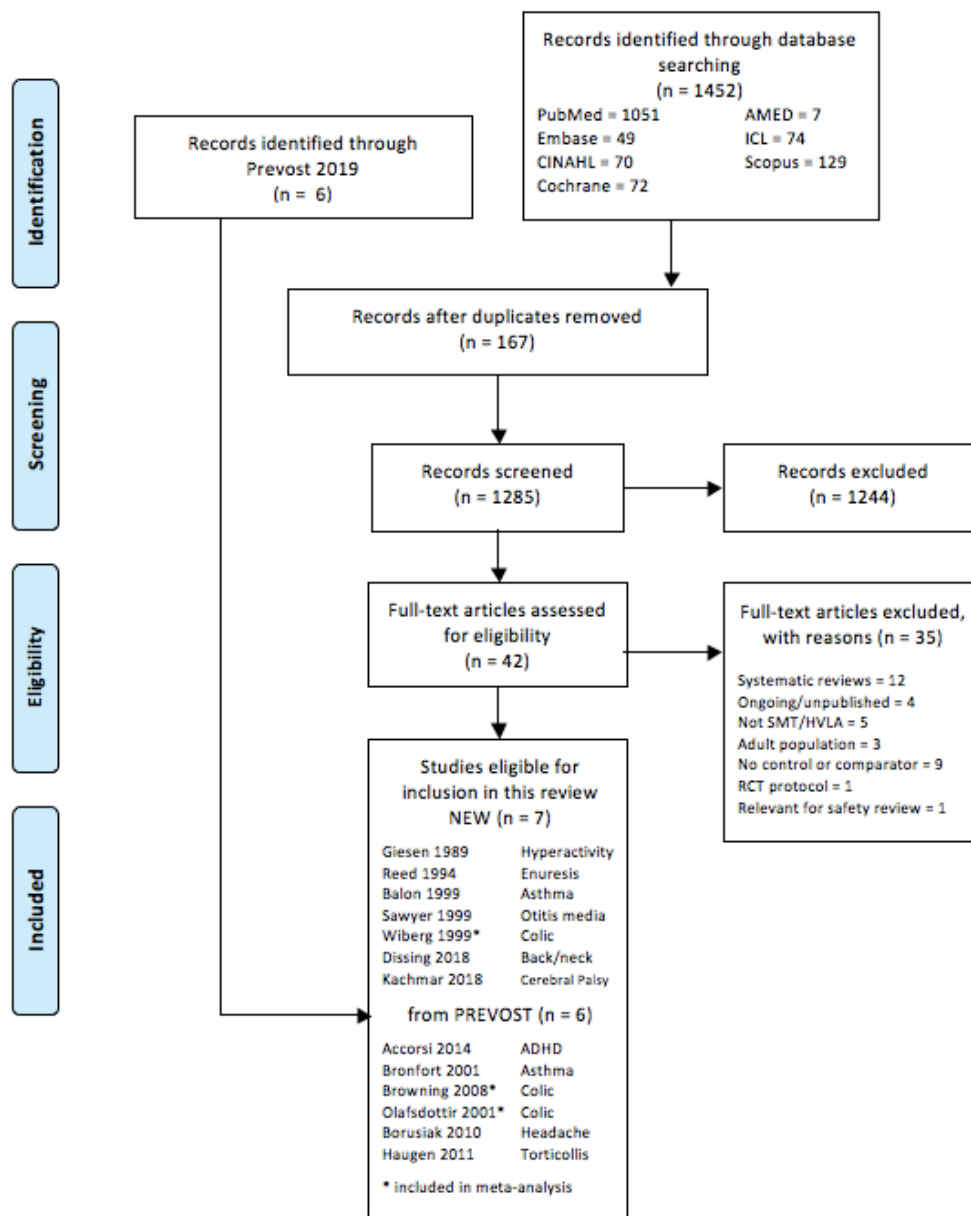 Identification
Screening
Eligibility
Included
Records identified through
Prevost 2019
(n = 6)
Records identified through database
searching
(n = 1452)
PubMed = 1051 AMED = 7
Embase = 49 ICL = 74
CINAHL = 70 Scopus = 129
Cochrane = 72
Records after duplicates removed
(n = 167)
Records screened
(n = 1285)
Records excluded
(n = 1244)
Full-text articles assessed
for eligibility
(n = 42)
Full-text articles excluded,
with reasons (n = 35)
Systematic reviews = 12
Ongoing/unpublished = 4
Not SMT/HVLA = 5
Adult population = 3
No control or comparator = 9
RCT protocol = 1
Relevant for safety review = 1
Studies eligible for
inclusion in this review
NEW (n = 7)
Giesen 1989 Hyperactivity
Reed 1994 Enuresis
Balon 1999 Asthma
Sawyer 1999 Otitis media
Wiberg 1999* Colic
Dissing 2018 Back/neck
Kachmar 2018 Cerebral Palsy
from PREVOST (n = 6)
Accorsi 2014 ADHD
Bronfort 2001 Asthma
Browning 2008* Colic
Olafsdottir 2001* Colic
Borusiak 2010 Headache
Haugen 2011 Torticollis
* included in meta-analysis